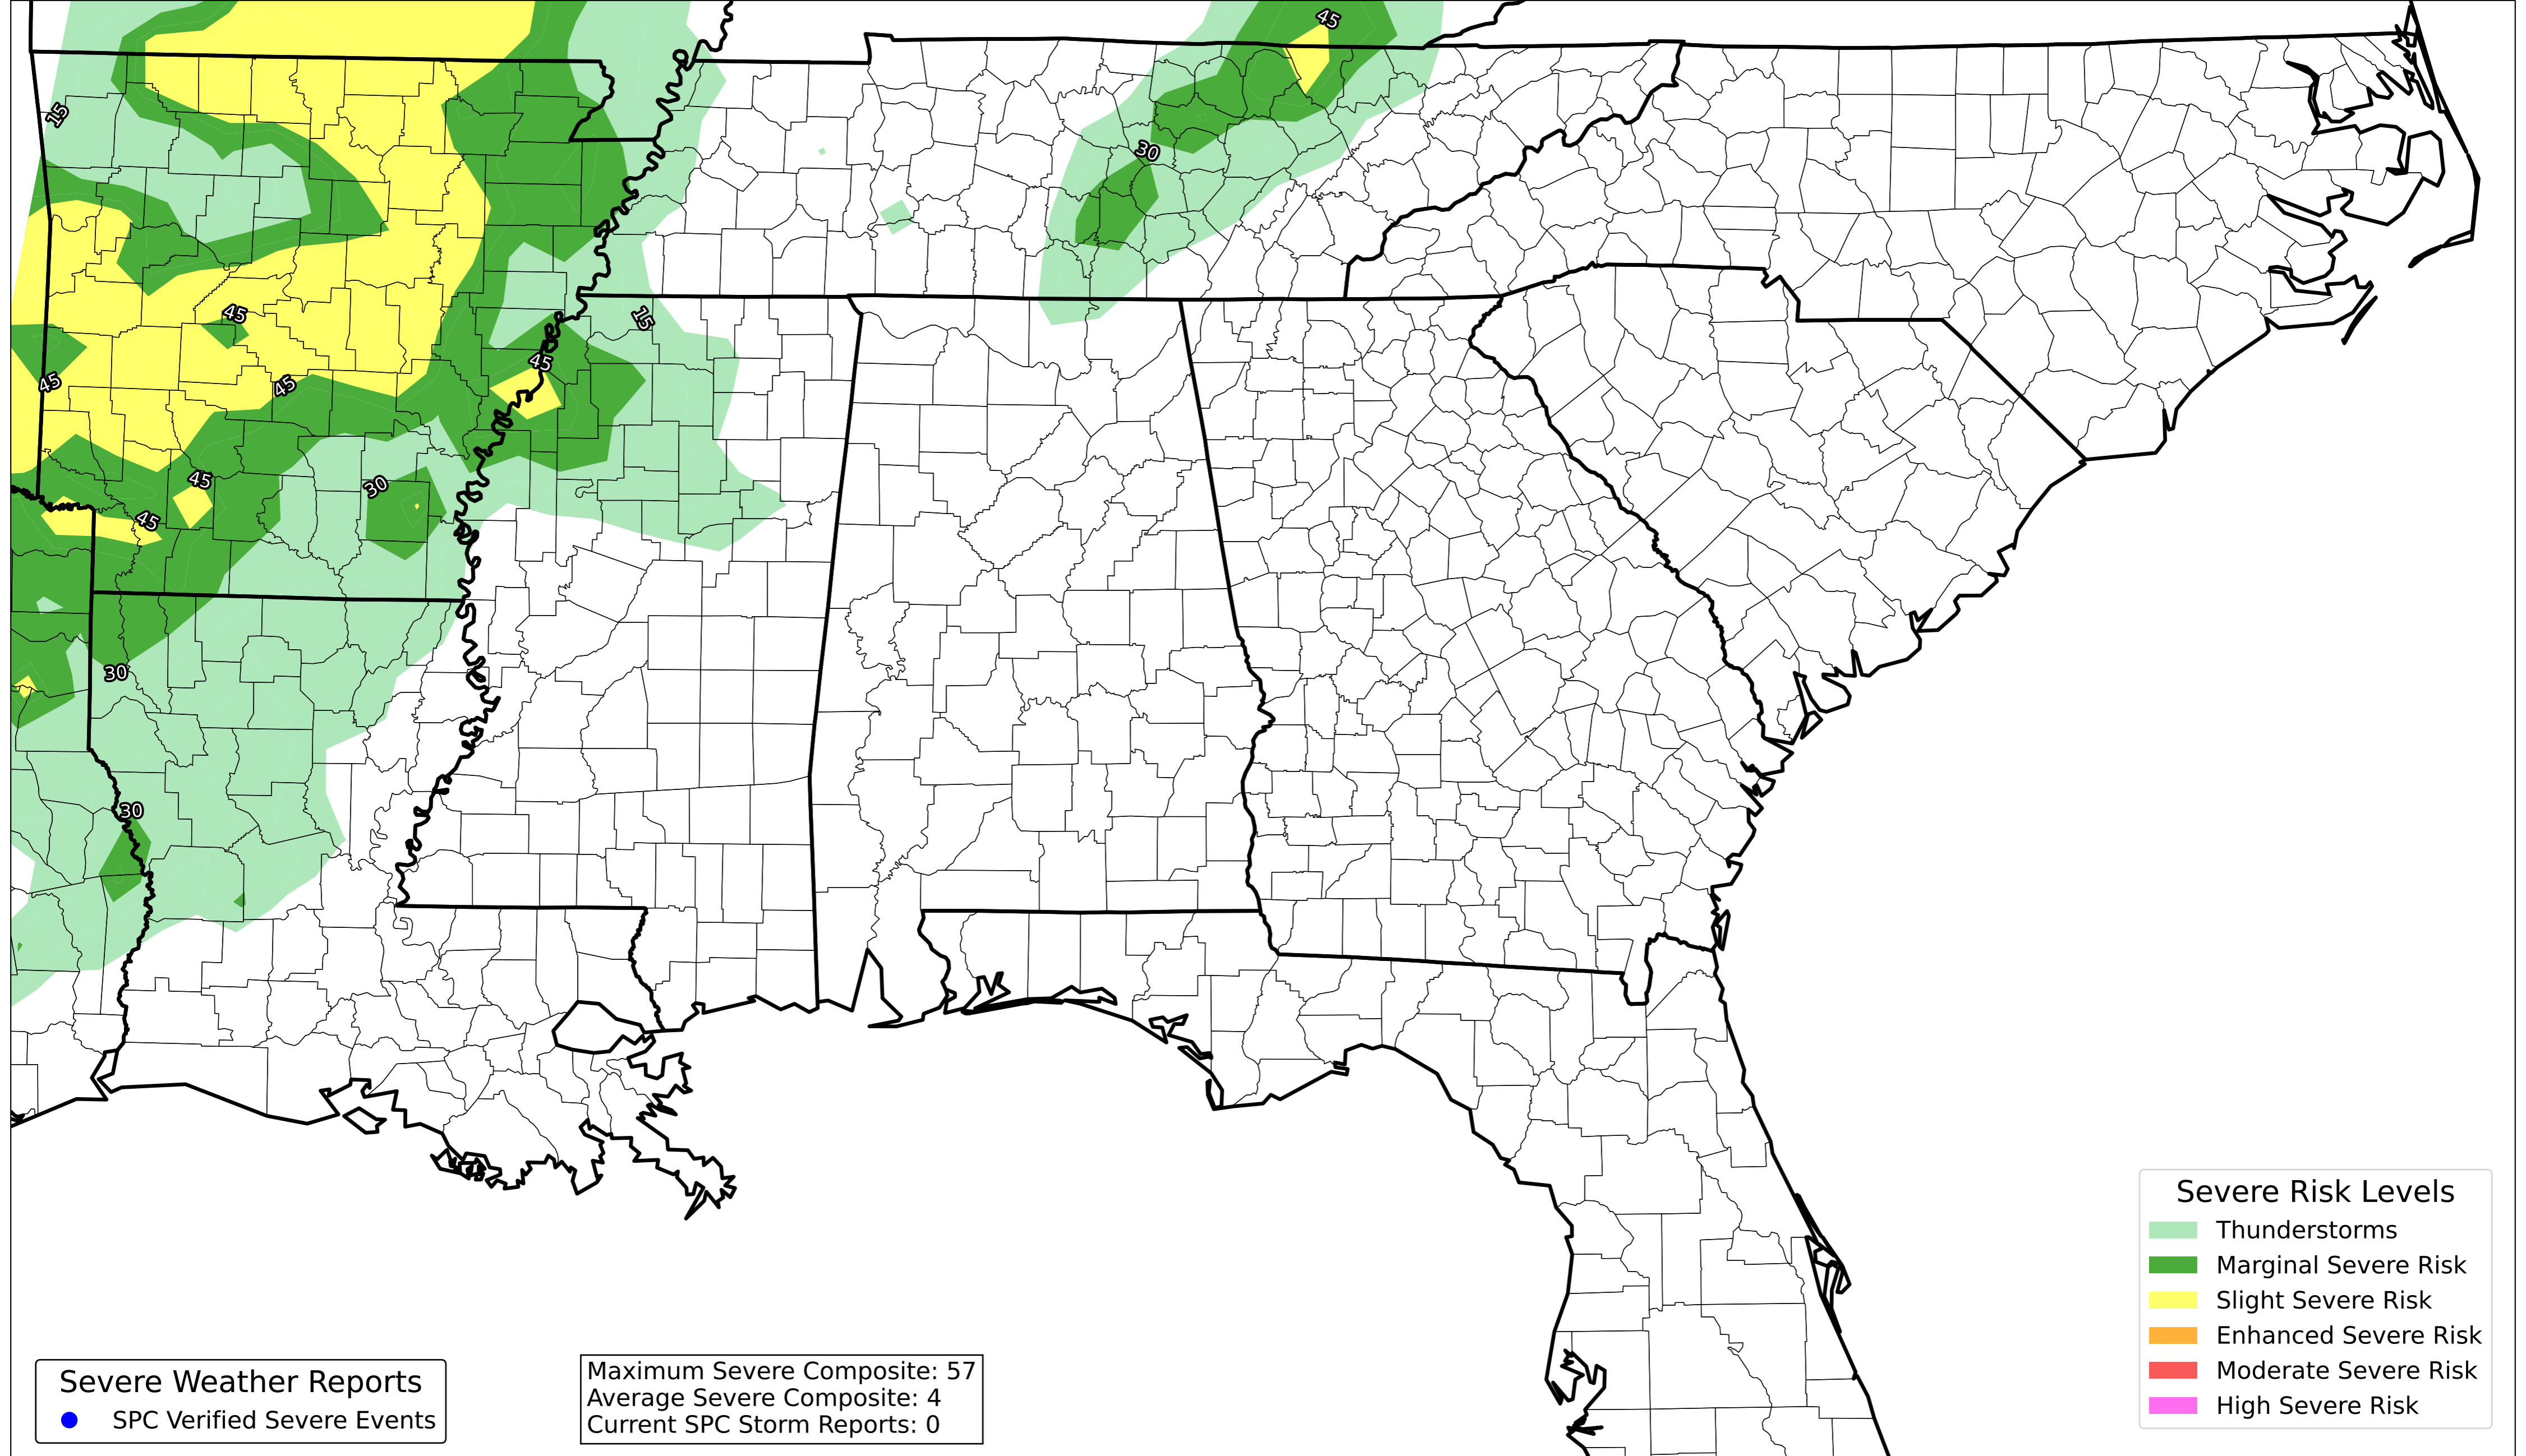 45
15
30
45
15
45
45
45
45
30
45
30
30
Severe Risk Levels
Thunderstorms
Marginal Severe Risk
Slight Severe Risk
Enhanced Severe Risk
Moderate Severe Risk
High Severe Risk
Severe Weather Reports
SPC Verified Severe Events
Maximum Severe Composite: 57
Average Severe Composite: 4
Current SPC Storm Reports: 0